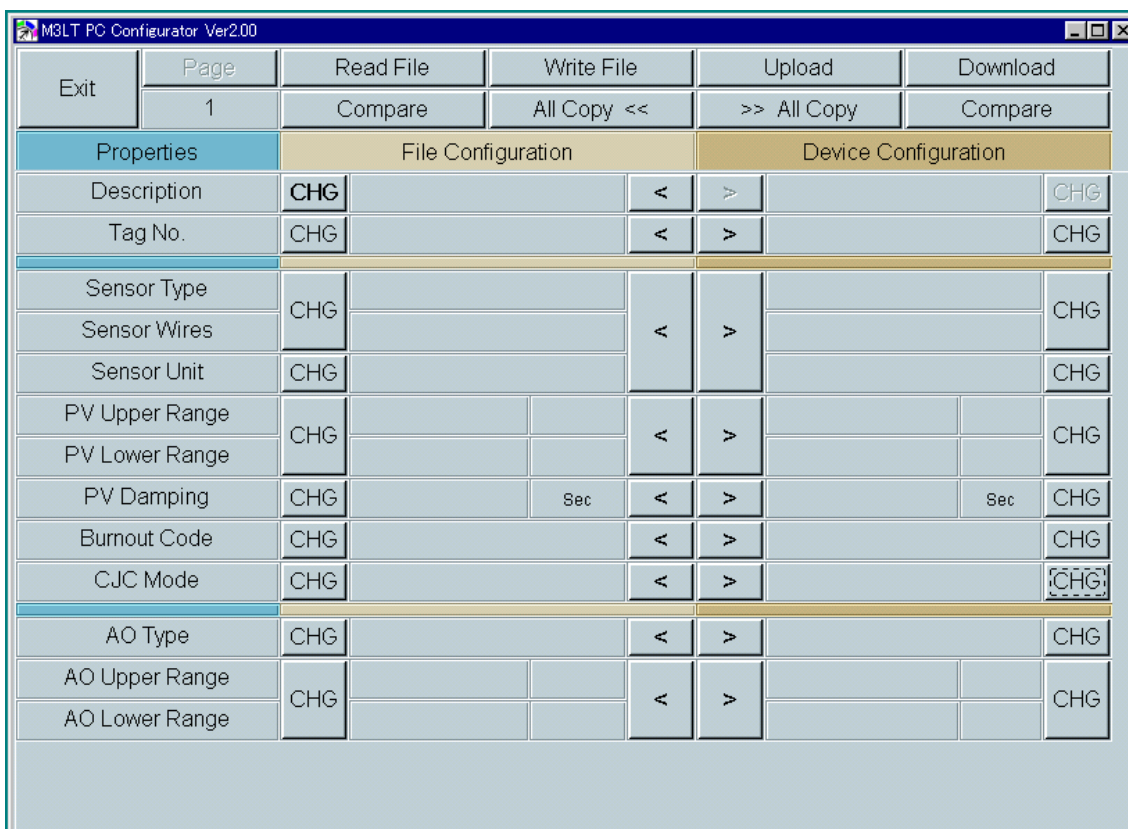 M3LT PC Configurator Ver2.00
Exit Page Read File Write File Upload Download
1 Compare All Copy << >> All Copy Compare
Properties File Configuration Device Configuration
Description CHG < > CHG
Tag No. CHG < > CHG
Sensor Type
CHG CHG
Sensor Wires < >
Sensor Unit CHG CHG
PV Upper Range
CHG < > CHG
PV Lower Range
PV Damping CHG Sec < > Sec CHG
Burnout Code CHG < > CHG
CJC Mode CHG < > CHG
AO Type CHG < > CHG
AO Upper Range
CHG < > CHG
AO Lower Range